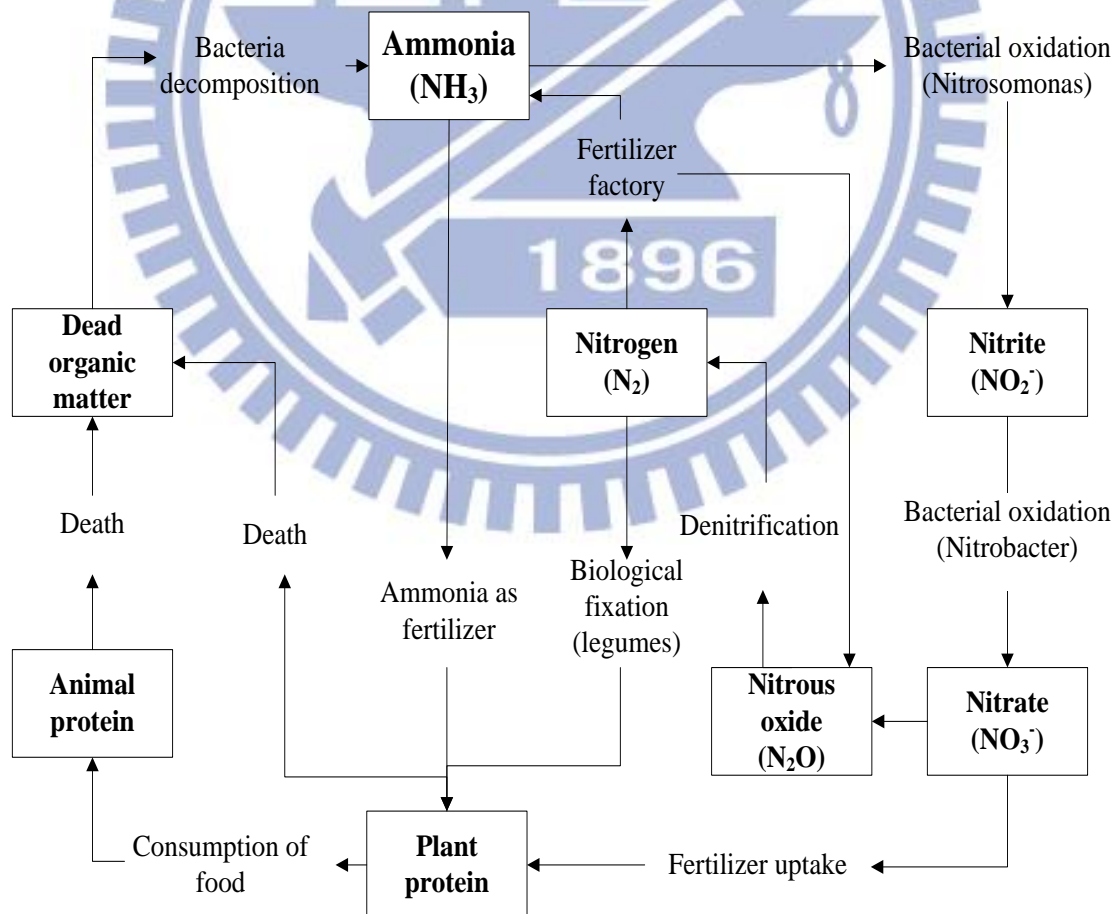 Bacteria
decomposition
Ammonia
(NH₃)
Bacterial oxidation
(Nitrosomonas)
Fertilizer
factory
1896
Dead
organic
matter
Nitrogen
(N₂)
Nitrite
(NO₂⁻)
Death
Death
Denitrification
Bacterial oxidation
(Nitrobacter)
Ammonia as
fertilizer
Biological
fixation
(legumes)
Animal
protein
Nitrous
oxide
(N₂O)
Nitrate
(NO₃⁻)
Consumption of
food
Plant
protein
Fertilizer uptake